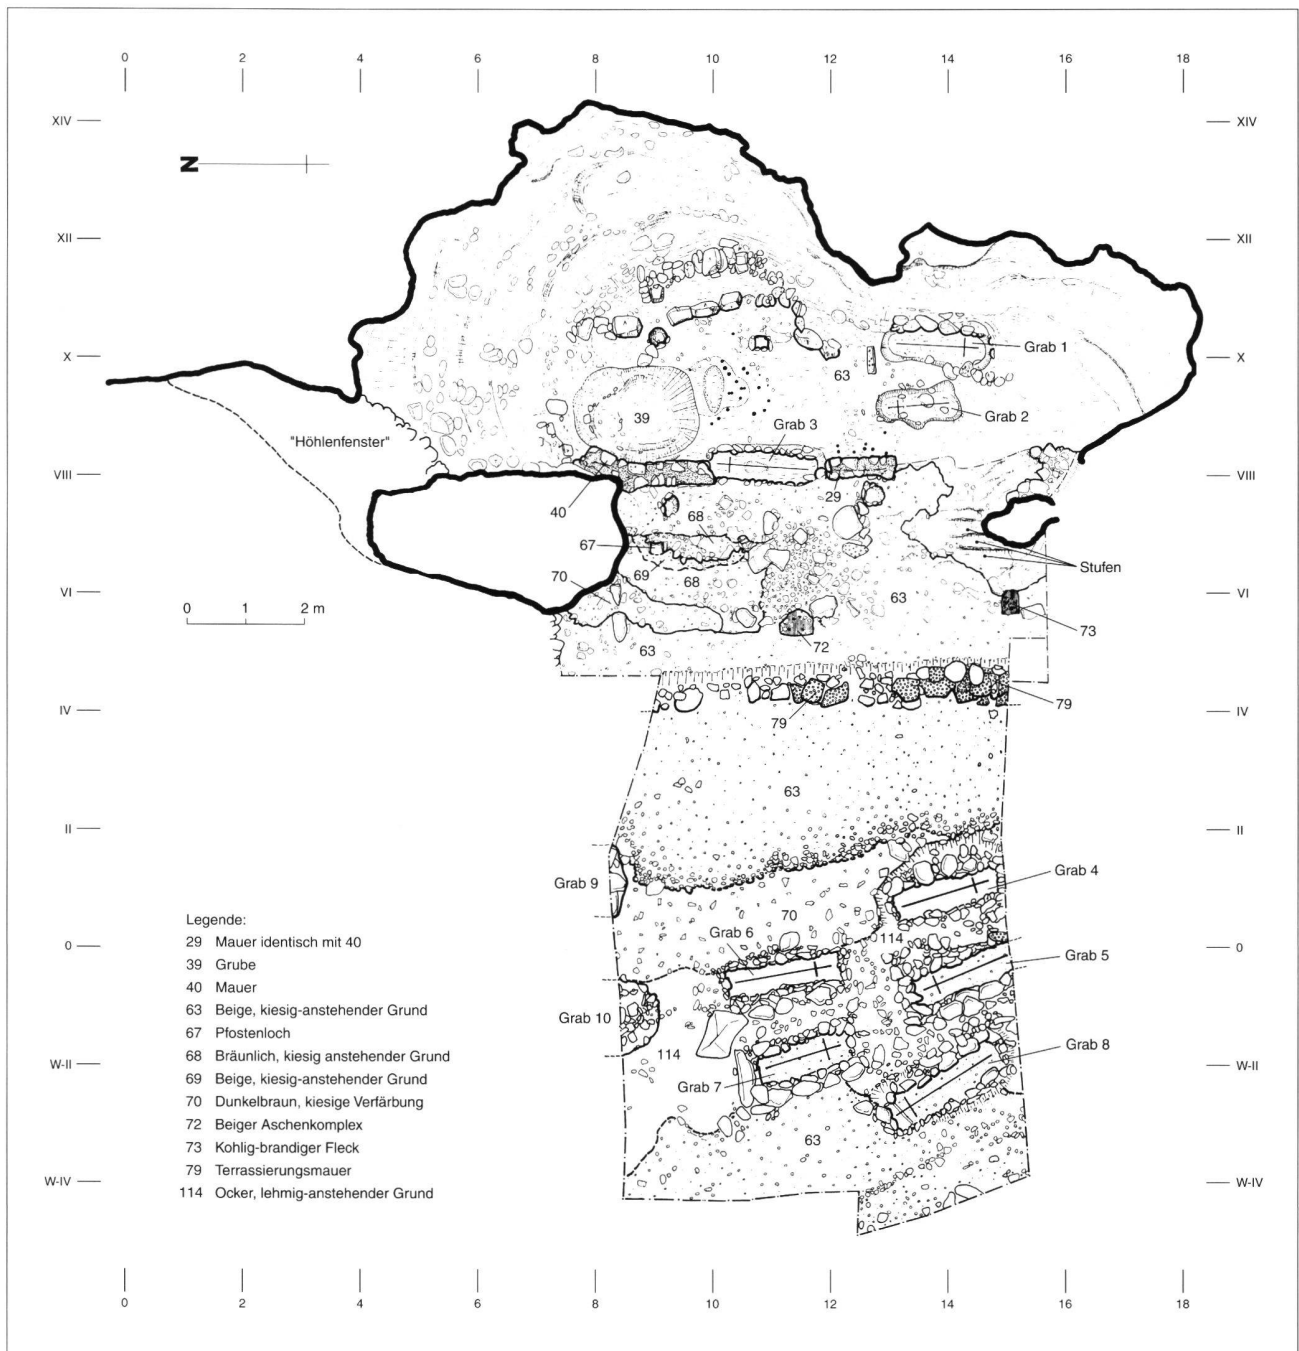 0 2 4 6 8 10 12 14 16 18
XIV XIV
N
XII XII
Grab 1
X X
63
Grab 2
39
Grab 3
"Höhlenfenster"
VIII VIII
29
40
68
67
Stufen
69
68
70
VI VI
63
0 1 2 m
73
72
63
79
IV IV
79
63
II II
Grab 4
Grab 9
70
Legende:
Grab 6
114
29 Mauer identisch mit 40
0 0
Grab 5
39 Grube
40 Mauer
63 Beige, kiesig-anstehender Grund
Grab 10
67 Pfostenloch
Grab 8
68 Bräunlich, kiesig anstehender Grund
114
W-II W-II
69 Beige, kiesig-anstehender Grund
Grab 7
70 Dunkelbraun, kiesige Verfärbung
72 Beiger Aschenkomplex
63
73 Kohlig-brandiger Fleck
79 Terrassierungsmauer
W-IV W-IV
114 Ocker, lehmig-anstehender Grund
0 2 4 6 8 10 12 14 16 18